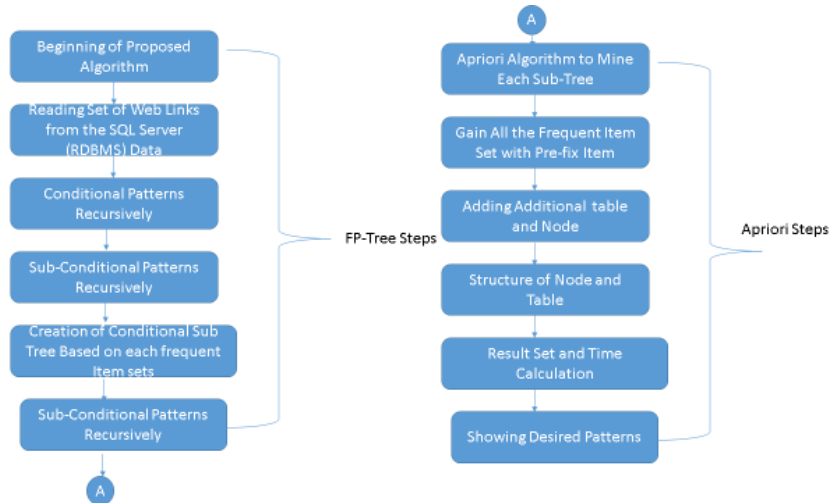 Beginning of Proposed
Algorithm
Reading Set of Web Links
from the SQL Server
(RDBMS) Data
Conditional Patterns
Recursively
Sub-Conditional Patterns
Recursively
Creation of Conditional Sub
Tree Based on each frequent
Item sets
Sub-Conditional Patterns
Recursively
A
FP-Tree Steps
A
Apriori Algorithm to Mine
Each Sub-Tree
Gain All the Frequent Item
Set with Pre-fix Item
Adding Additional table
and Node
Structure of Node and
Table
Result Set and Time
Calculation
Showing Desired Patterns
Apriori Steps